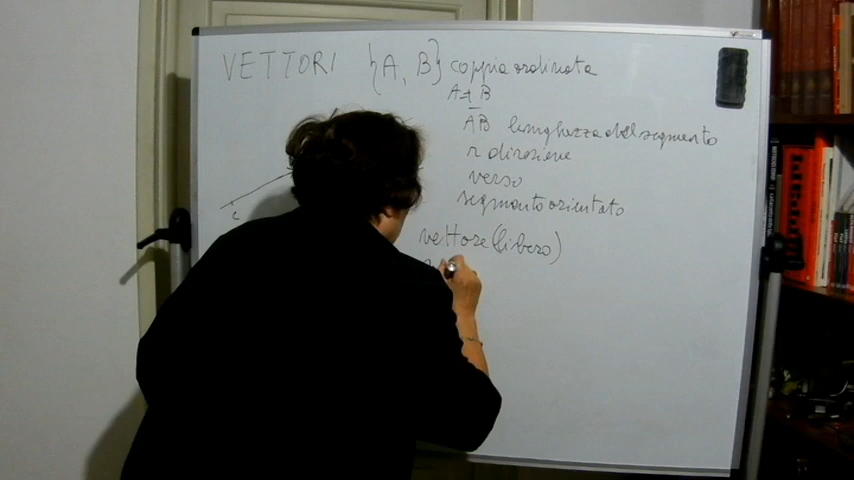 VETTORI {A, B} coppia ordinata
A ≠ B
AB lunghezza del segmento
r direzione
verso
segmento orientato
C
vettore (libero)